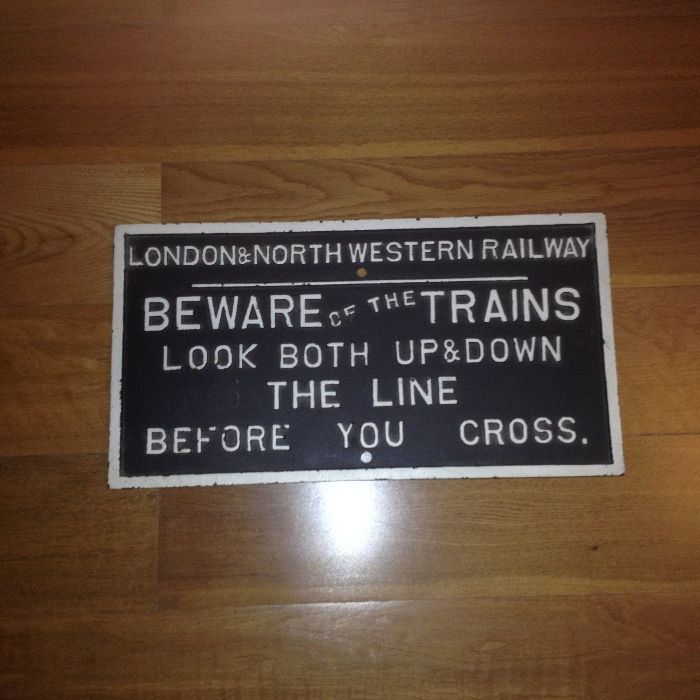 LONDON & NORTH WESTERN RAILWAY
BEWARE OF THE TRAINS
LOOK BOTH UP & DOWN
THE LINE
BEFORE YOU CROSS.